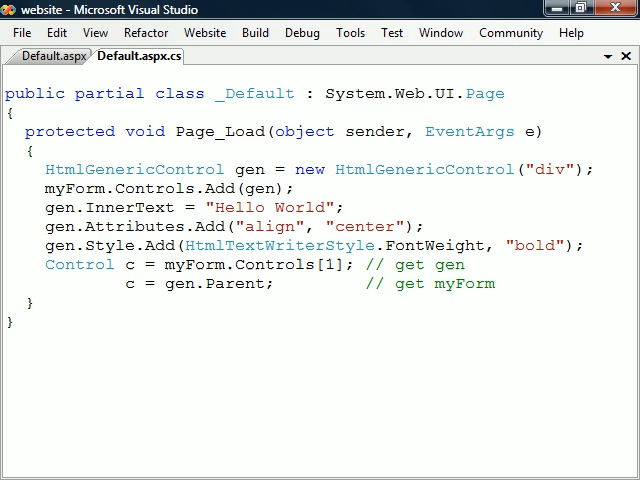 website - Microsoft Visual Studio
File Edit View Refactor Website Build Debug Tools Test Window Community Help
Default.aspx Default.aspx.cs
public partial class _Default : System.Web.UI.Page
{
protected void Page_Load(object sender, EventArgs e)
{
HtmlGenericControl gen = new HtmlGenericControl("div");
myForm.Controls.Add(gen);
gen.InnerText = "Hello World";
gen.Attributes.Add("align", "center");
gen.Style.Add(HtmlTextWriterStyle.FontWeight, "bold");
Control c = myForm.Controls[1]; // get gen
c = gen.Parent; // get myForm
}
}